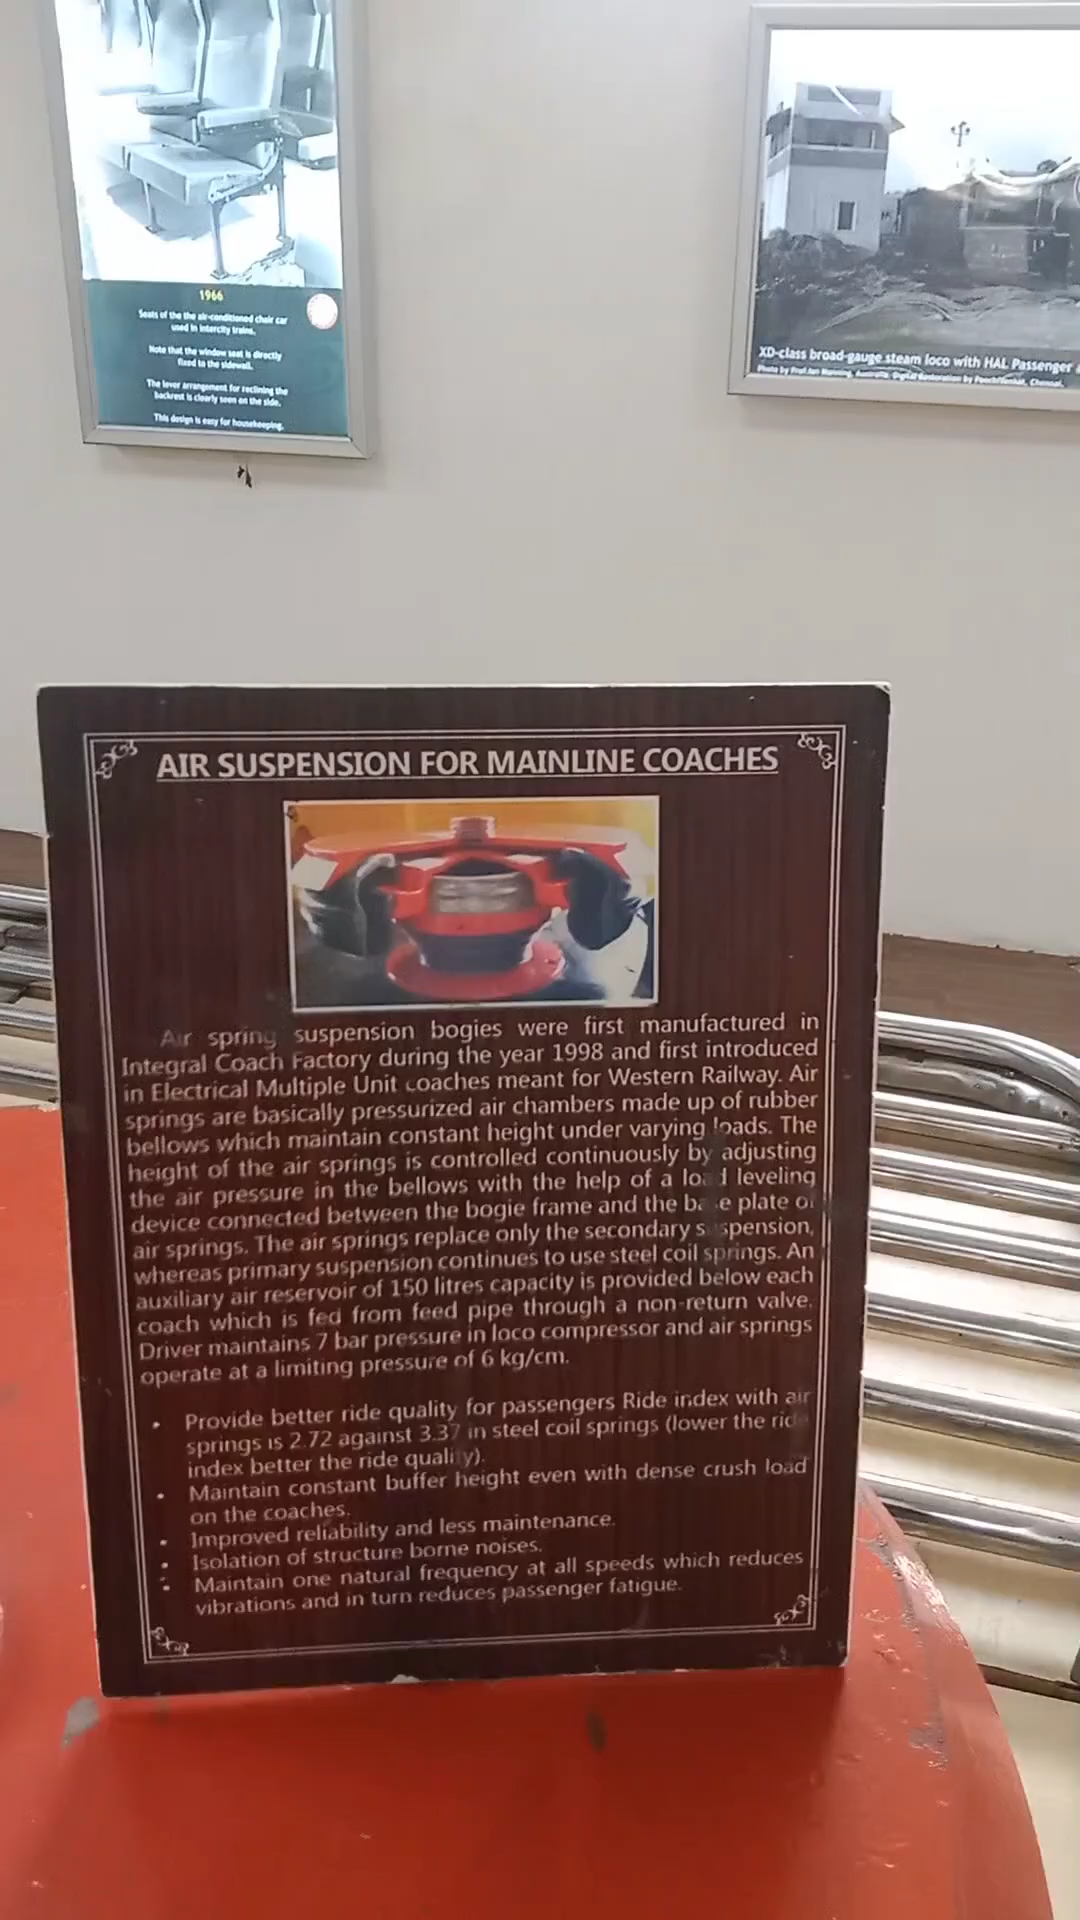 1966
Seats of the the air-conditioned chair car
used in intercity trains.
Note that the window seat is directly
fixed to the sidewall.
The lever arrangement for reclining the
backrest is clearly seen on the side.
This design is easy for housekeeping.
XD-class broad-gauge steam loco with HAL Passenger
Photo by Prof. Ian Manning, Australia. Digital Restoration by Poochi Venkat, Chennai.
AIR SUSPENSION FOR MAINLINE COACHES
Air spring suspension bogies were first manufactured in
Integral Coach Factory during the year 1998 and first introduced
in Electrical Multiple Unit coaches meant for Western Railway. Air
springs are basically pressurized air chambers made up of rubber
bellows which maintain constant height under varying loads. The
height of the air springs is controlled continuously by adjusting
the air pressure in the bellows with the help of a load leveling
device connected between the bogie frame and the base plate of
air springs. The air springs replace only the secondary suspension,
whereas primary suspension continues to use steel coil springs. An
auxiliary air reservoir of 150 litres capacity is provided below each
coach which is fed from feed pipe through a non-return valve.
Driver maintains 7 bar pressure in loco compressor and air springs
operate at a limiting pressure of 6 kg/cm.
• Provide better ride quality for passengers Ride index with air
springs is 2.72 against 3.37 in steel coil springs (lower the ride
index better the ride quality).
• Maintain constant buffer height even with dense crush load
on the coaches.
• Improved reliability and less maintenance.
• Isolation of structure borne noises.
• Maintain one natural frequency at all speeds which reduces
vibrations and in turn reduces passenger fatigue.